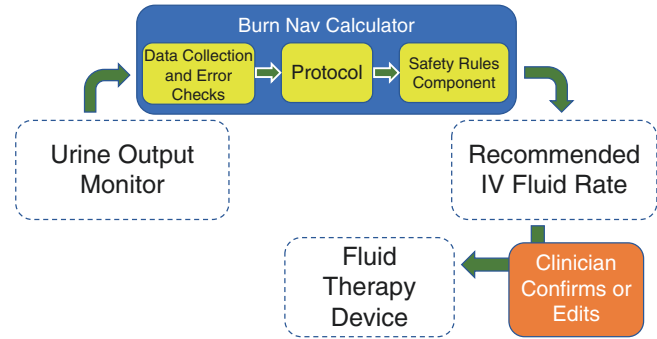 Burn Nav Calculator
Data Collection
and Error
Checks
Protocol
Safety Rules
Component
Urine Output
Monitor
Recommended
IV Fluid Rate
Fluid
Therapy
Device
Clinician
Confirms or
Edits